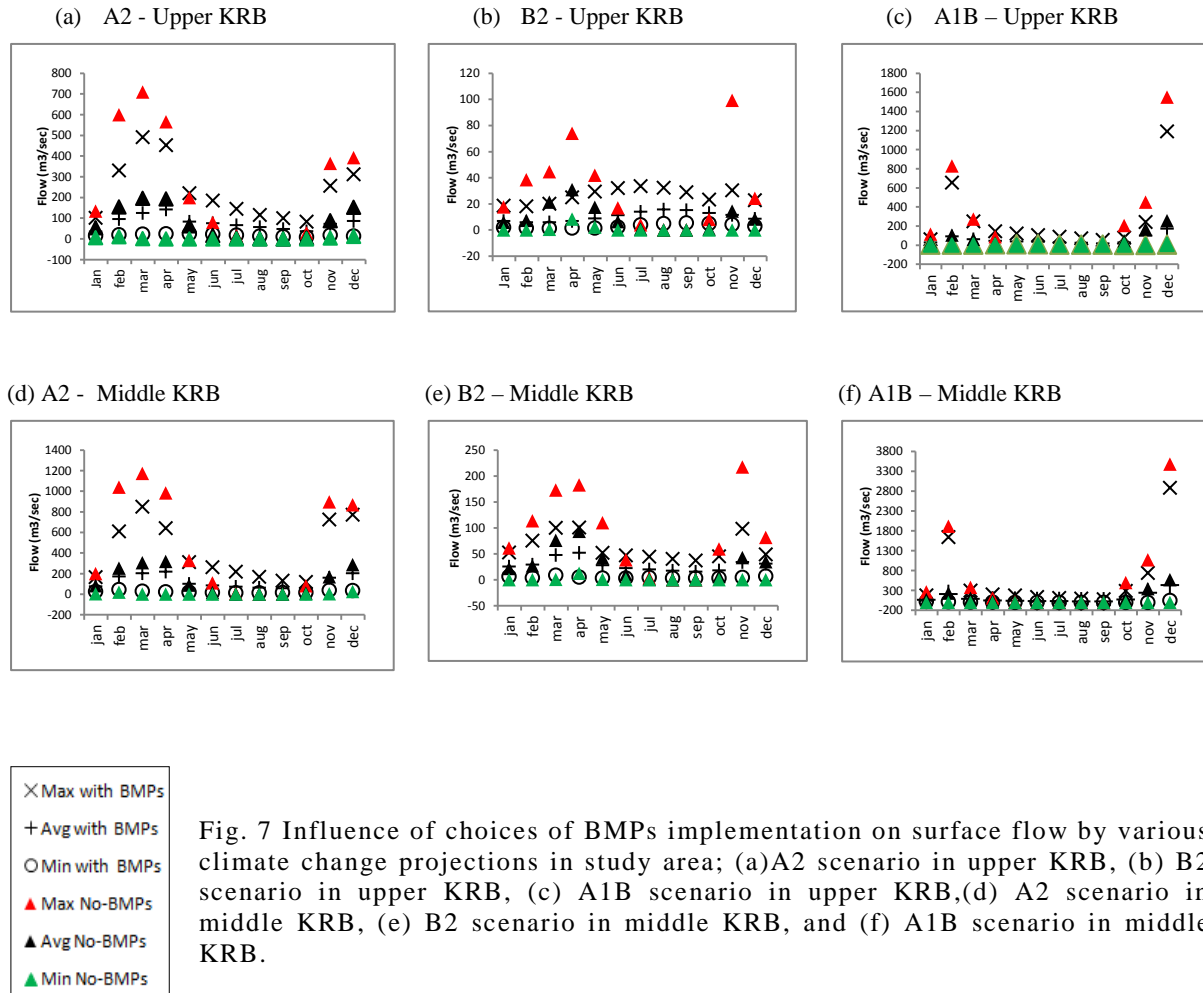 (a) A2 - Upper KRB
(b) B2 - Upper KRB
(c) A1B – Upper KRB
Flow (m3/sec)
800
700
600
500
400
300
200
100
0
-100
Jan
feb
mar
apr
may
jun
jul
aug
sep
oct
nov
dec
Flow (m3/sec)
120
100
80
60
40
20
0
-20
Jan
feb
mar
apr
may
jun
jul
aug
sep
oct
nov
dec
Flow (m3/sec)
1800
1600
1400
1200
1000
800
600
400
200
0
-200
Jan
feb
mar
apr
may
jun
jul
aug
sep
oct
nov
dec
(d) A2 - Middle KRB
(e) B2 – Middle KRB
(f) A1B – Middle KRB
Flow (m3/sec)
1400
1200
1000
800
600
400
200
0
-200
jan
feb
mar
apr
may
jun
jul
aug
sep
oct
nov
dec
Flow (m3/sec)
250
200
150
100
50
0
-50
jan
feb
mar
apr
may
jun
jul
aug
sep
oct
nov
dec
Flow (m3/sec)
3800
3300
2800
2300
1800
1300
800
300
-200
jan
feb
mar
apr
may
jun
jul
aug
sep
oct
nov
dec
Max with BMPs
Avg with BMPs
Min with BMPs
Max No-BMPs
Avg No-BMPs
Min No-BMPs
Fig. 7 Influence of choices of BMPs implementation on surface flow by various
climate change projections in study area; (a)A2 scenario in upper KRB, (b) B2
scenario in upper KRB, (c) A1B scenario in upper KRB,(d) A2 scenario in
middle KRB, (e) B2 scenario in middle KRB, and (f) A1B scenario in middle
KRB.